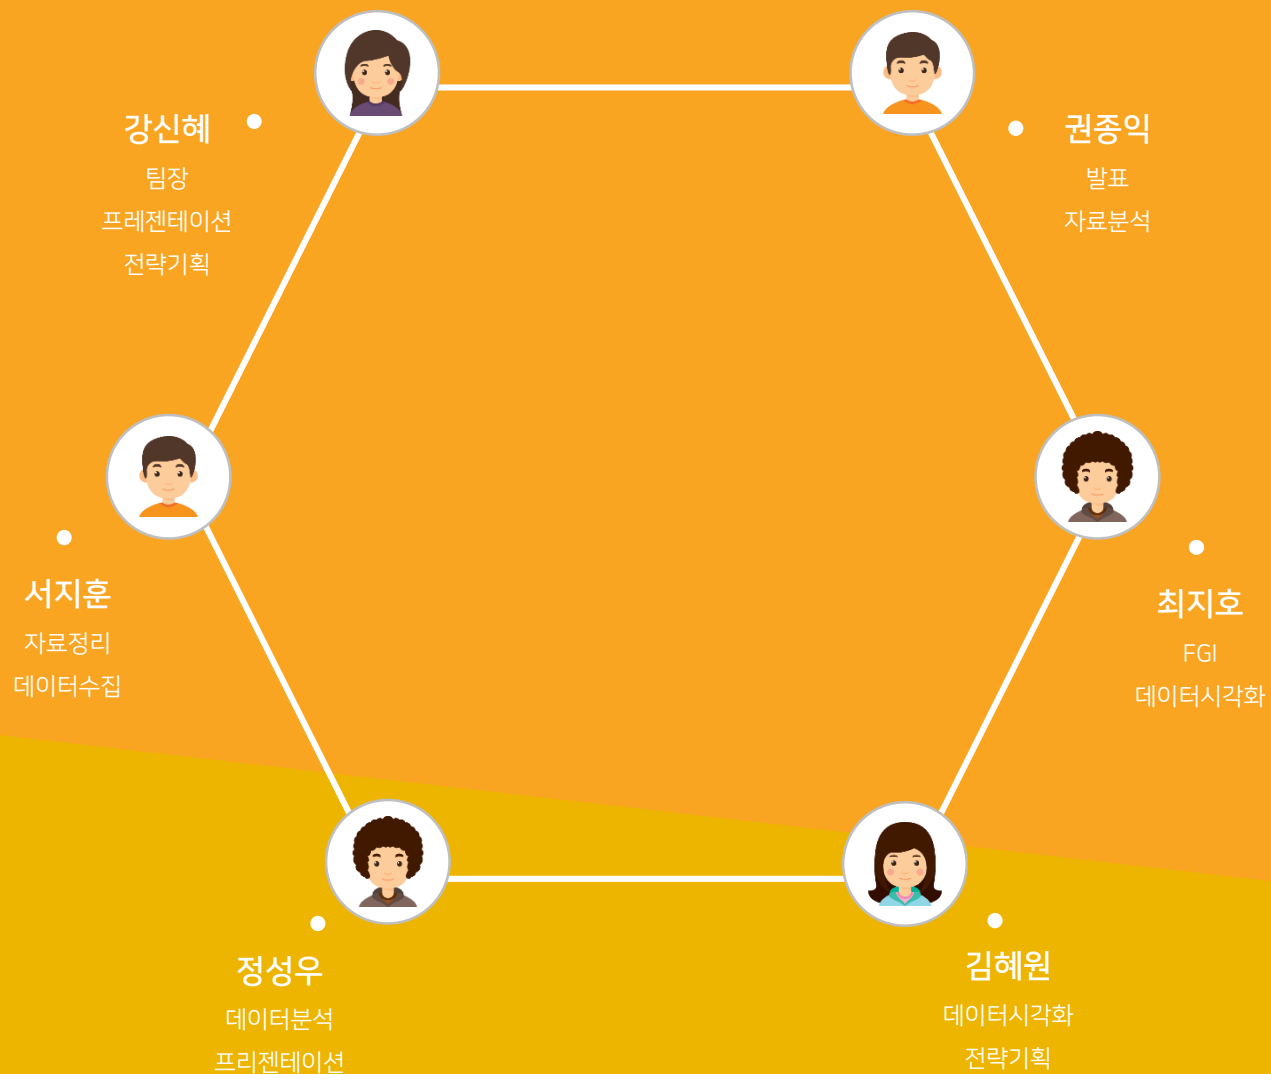 강신혜
팀장
프레젠테이션
전략기획
권종익
발표
자료분석
서지훈
자료정리
데이터수집
최지호
FGI
데이터시각화
정성우
데이터분석
프리젠테이션
김혜원
데이터시각화
전략기획